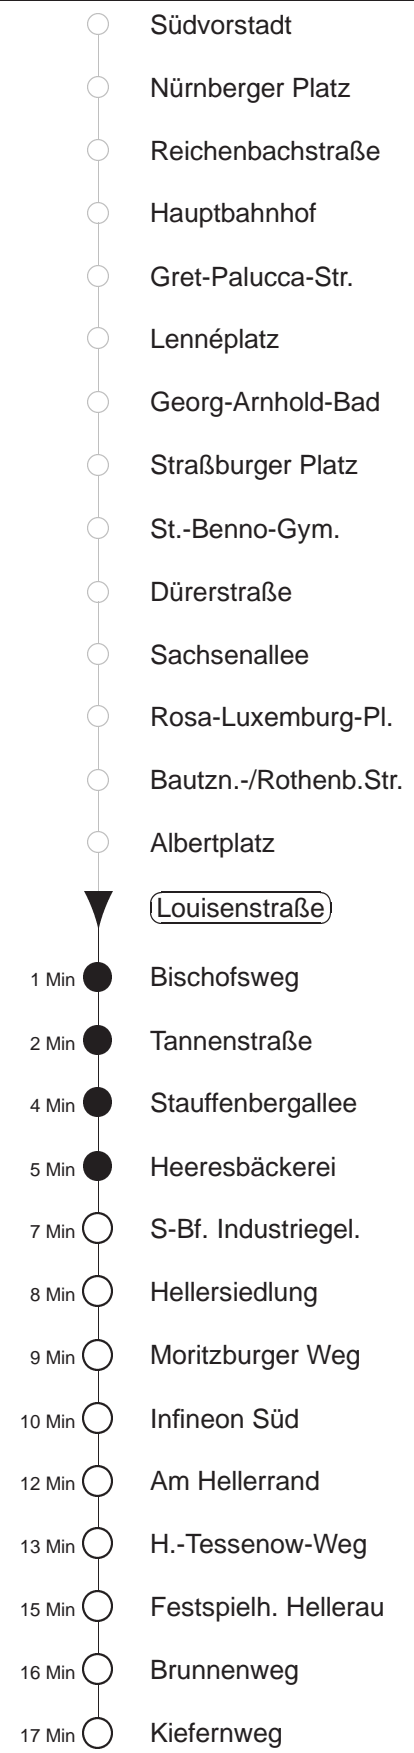 Südvorstadt
Nürnberger Platz
Reichenbachstraße
Hauptbahnhof
Gret-Palucca-Str.
Lennéplatz
Georg-Arnhold-Bad
Straßburger Platz
St.-Benno-Gym.
Dürerstraße
Sachsenallee
Rosa-Luxemburg-Pl.
Bautzn.-/Rothenb.Str.
Albertplatz
Louisenstraße
1 Min Bischofsweg
2 Min Tannenstraße
4 Min Stauffenbergallee
5 Min Heeresbäckerei
7 Min S-Bf. Industriegel.
8 Min Hellersiedlung
9 Min Moritzburger Weg
10 Min Infineon Süd
12 Min Am Hellerrand
13 Min H.-Tessenow-Weg
15 Min Festspielh. Hellerau
16 Min Brunnenweg
17 Min Kiefernweg